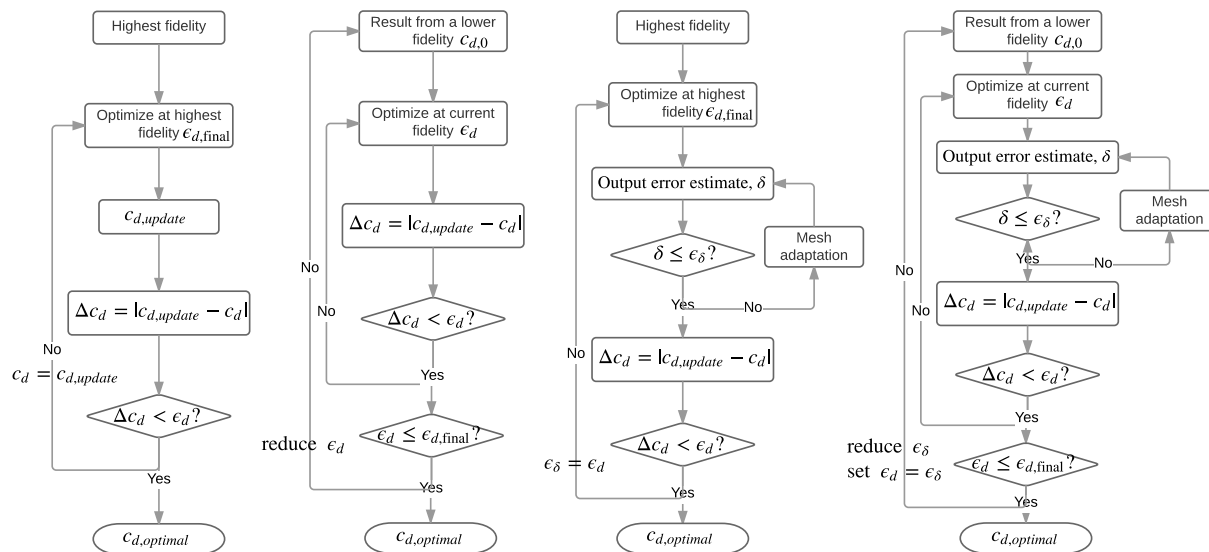 Highest fidelity
Optimize at highest
fidelity ϵ_{d,final}
c_{d,update}
Δc_d = |c_{d,update} − c_d|
No
c_d = c_{d,update}
Δc_d < ϵ_d?
Yes
c_{d,optimal}
Result from a lower
fidelity c_{d,0}
Optimize at current
fidelity ϵ_d
Δc_d = |c_{d,update} − c_d|
No
No
Δc_d < ϵ_d?
Yes
reduce ϵ_d
ϵ_d ≤ ϵ_{d,final}?
Yes
c_{d,optimal}
Highest fidelity
Optimize at highest
fidelity ϵ_{d,final}
Output error estimate, δ
Mesh
adaptation
δ ≤ ϵ_δ?
Yes
No
No
Δc_d = |c_{d,update} − c_d|
Δc_d < ϵ_d?
ϵ_δ = ϵ_d
Yes
c_{d,optimal}
Result from a lower
fidelity c_{d,0}
Optimize at current
fidelity ϵ_d
Output error estimate, δ
Mesh
adaptation
δ ≤ ϵ_δ?
Yes
No
No
No
Δc_d = |c_{d,update} − c_d|
Δc_d < ϵ_d?
Yes
reduce ϵ_δ
set ϵ_d = ϵ_δ
ϵ_d ≤ ϵ_{d,final}?
Yes
c_{d,optimal}